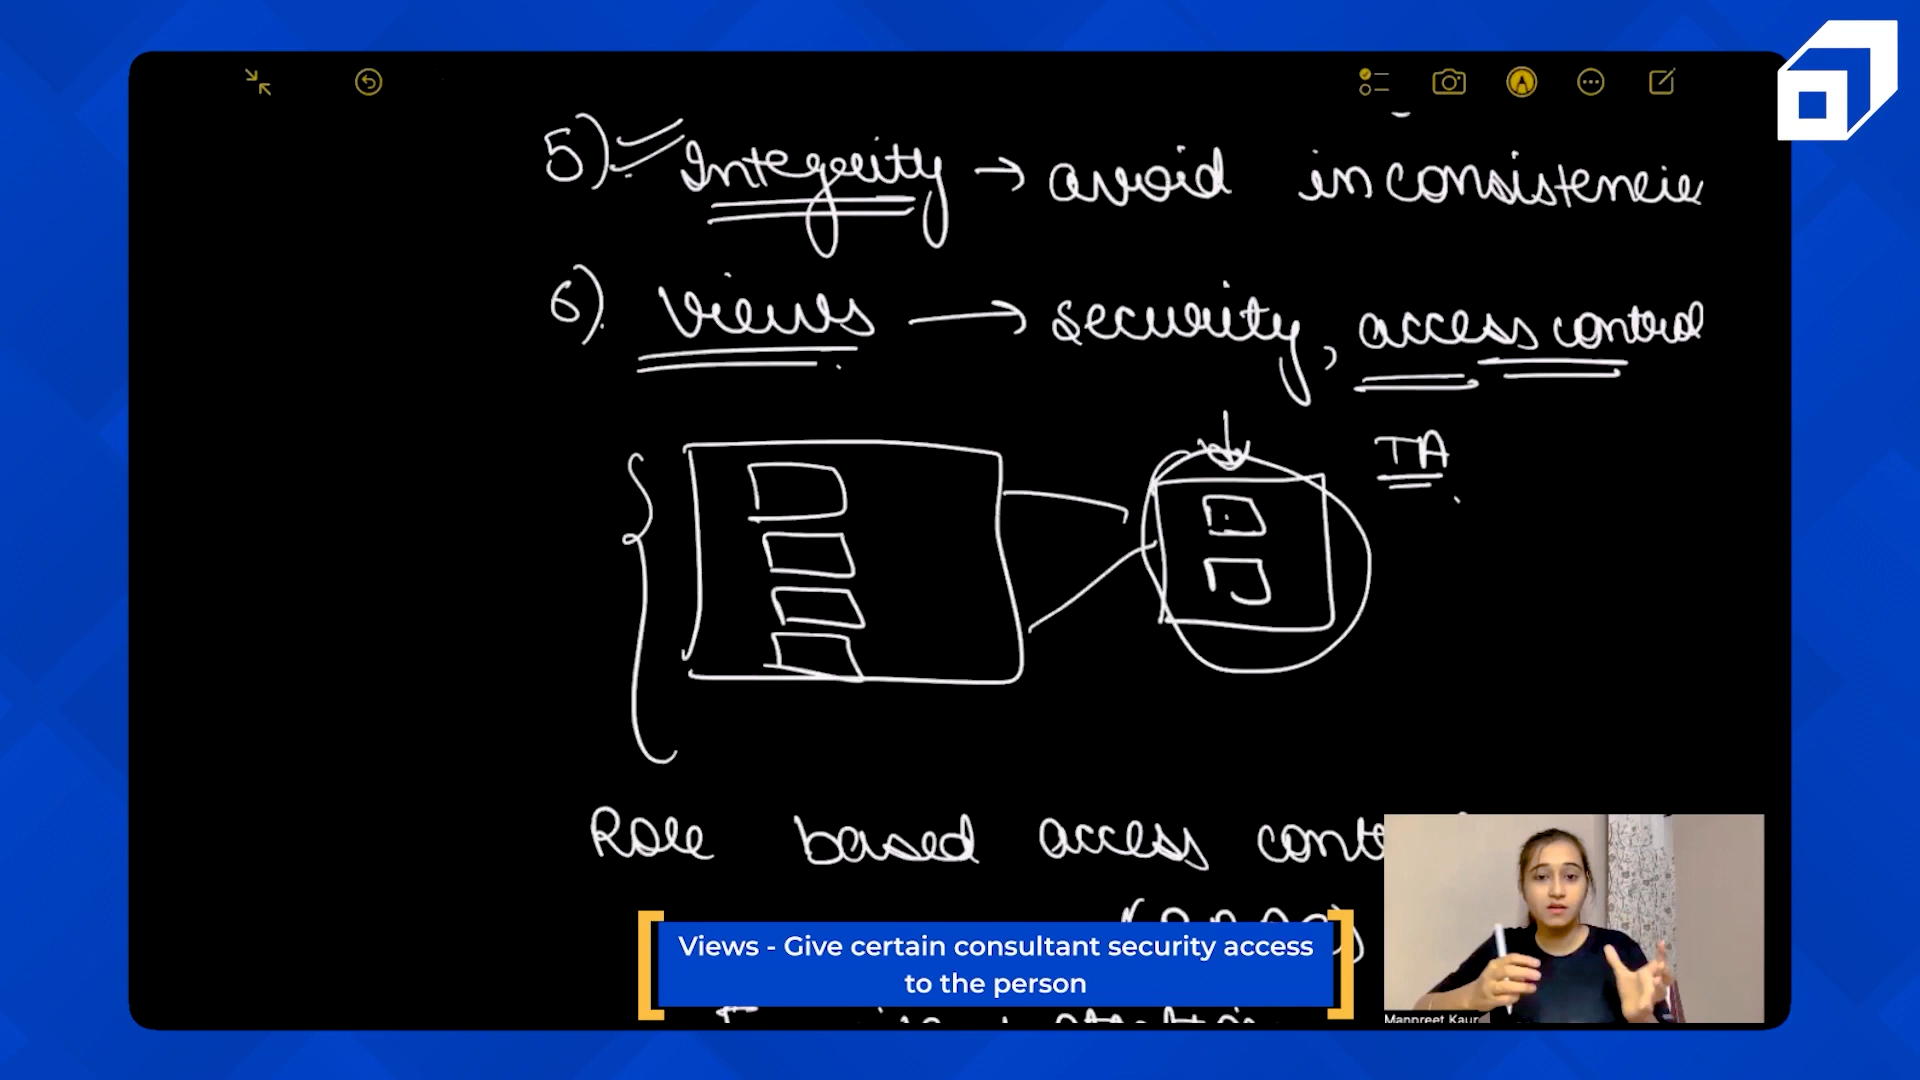 5) Integrity → avoid inconsistencie
6). Views → security, access control
TA
Role based access
Views - Give certain consultant security access
to the person
Manpreet Kaur